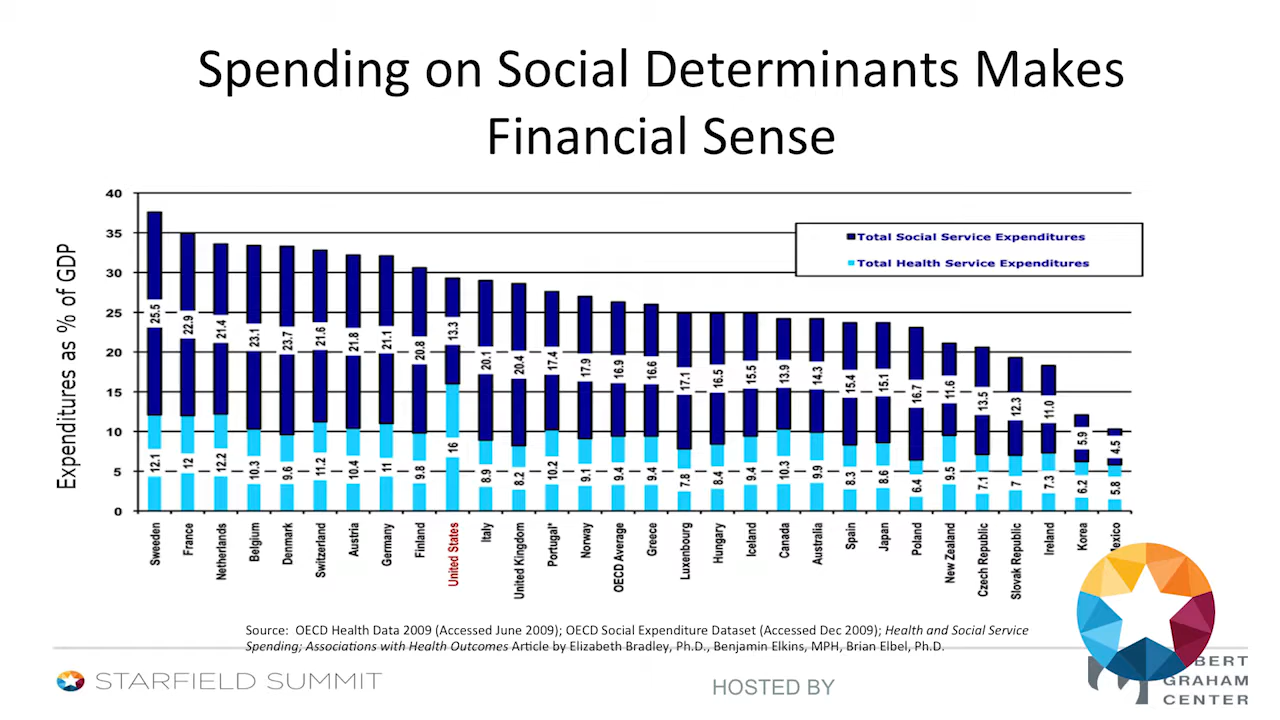 Spending on Social Determinants Makes
Financial Sense
Expenditures as % of GDP
40
35
30
25
20
15
10
5
0
Total Social Service Expenditures
Total Health Service Expenditures
25.5 22.9 21.4 23.1 23.7 21.6 21.8 21.1 20.8 13.3 20.1 20.4 17.4 17.9 16.9 16.6 17.1 16.5 15.5 13.9 14.3 15.4 15.1 16.7 11.6 13.5 12.3 11.0 5.9 4.5
12.1 12 12.2 10.3 9.6 11.2 10.4 11 9.8 16 8.9 8.2 10.2 9.1 9.4 9.4 7.8 8.4 9.4 10.3 9.9 8.3 8.6 6.4 9.5 7.1 7 7.3 6.2 5.8
Sweden
France
Netherlands
Belgium
Denmark
Switzerland
Austria
Germany
Finland
United States
Italy
United Kingdom
Portugal*
Norway
OECD Average
Greece
Luxenbourg
Hungary
Iceland
Canada
Australia
Spain
Japan
Poland
New Zealand
Czech Republic
Slovak Republic
Ireland
Korea
Source: OECD Health Data 2009 (Accessed June 2009); OECD Social Expenditure Dataset (Accessed Dec 2009); Health and Social Service
Spending; Associations with Health Outcomes Article by Elizabeth Bradley, Ph.D., Benjamin Elkins, MPH, Brian Elbel, Ph.D.
STARFIELD SUMMIT
HOSTED BY
GRAHAM
CENTER